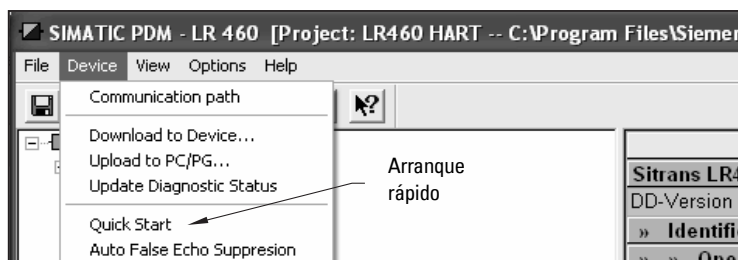 SIMATIC PDM - LR 460 [Project: LR460 HART -- C:\Program Files\Siemen
File Device View Options Help
Communication path
Download to Device...
Upload to PC/PG...
Update Diagnostic Status
Quick Start
Auto False Echo Suppresion
Arranque
rápido
Sitrans LR4
DD-Version
» Identifi
» » Ope